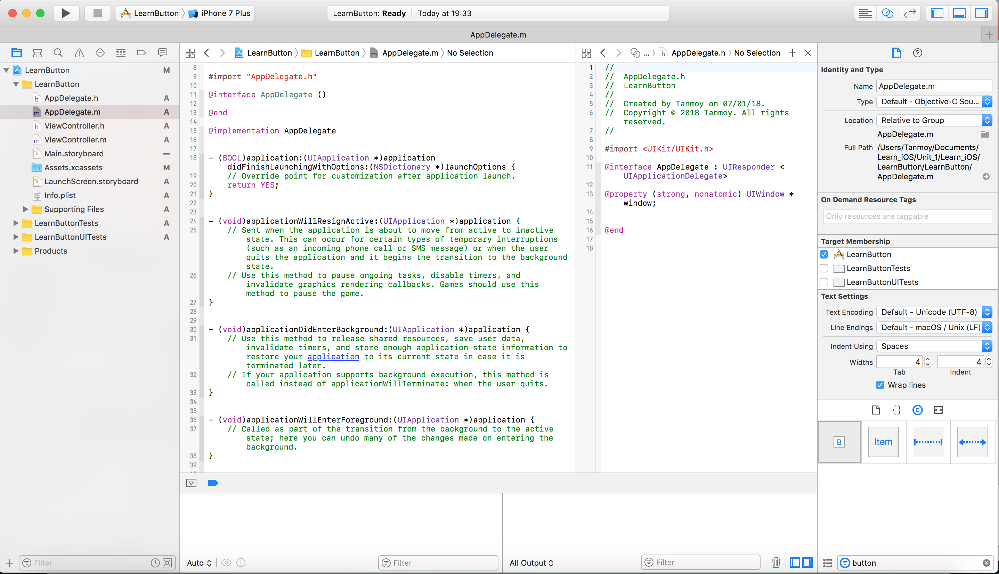 LearnButton 〉 iPhone 7 Plus
LearnButton: Ready | Today at 19:33
AppDelegate.m
LearnButton 〉 LearnButton 〉 m AppDelegate.m 〉 No Selection
... 〉 h AppDelegate.h 〉 No Selection
LearnButton M
LearnButton
h AppDelegate.h A
m AppDelegate.m A
h ViewController.h A
m ViewController.m A
Main.storyboard —
Assets.xcassets M
LaunchScreen.storyboard A
Info.plist A
Supporting Files A
LearnButtonTests A
LearnButtonUITests A
Products
Filter
8
9 #import "AppDelegate.h"
10
11 @interface AppDelegate ()
12
13 @end
14
15 @implementation AppDelegate
16
17
18 - (BOOL)application:(UIApplication *)application
didFinishLaunchingWithOptions:(NSDictionary *)launchOptions {
19 // Override point for customization after application launch.
20 return YES;
21 }
22
23
24 - (void)applicationWillResignActive:(UIApplication *)application {
25 // Sent when the application is about to move from active to inactive
state. This can occur for certain types of temporary interruptions
(such as an incoming phone call or SMS message) or when the user
quits the application and it begins the transition to the background
state.
26 // Use this method to pause ongoing tasks, disable timers, and
invalidate graphics rendering callbacks. Games should use this
method to pause the game.
27 }
28
29
30 - (void)applicationDidEnterBackground:(UIApplication *)application {
31 // Use this method to release shared resources, save user data,
invalidate timers, and store enough application state information to
restore your application to its current state in case it is
terminated later.
32 // If your application supports background execution, this method is
called instead of applicationWillTerminate: when the user quits.
33 }
34
35
36 - (void)applicationWillEnterForeground:(UIApplication *)application {
37 // Called as part of the transition from the background to the active
state; here you can undo many of the changes made on entering the
background.
38 }
39
1 //
2 // AppDelegate.h
3 // LearnButton
4 //
5 // Created by Tanmoy on 07/01/18.
6 // Copyright © 2018 Tanmoy. All rights
reserved.
7 //
8
9 #import <UIKit/UIKit.h>
10
11 @interface AppDelegate : UIResponder <
UIApplicationDelegate>
12
13 @property (strong, nonatomic) UIWindow *
window;
14
15
16 @end
17
18
Auto
Filter
All Output
Filter
Identity and Type
Name AppDelegate.m
Type Default - Objective-C Sou...
Location Relative to Group
AppDelegate.m
Full Path /Users/Tanmoy/Documents/
Learn_iOS/Unit_1/Learn_iOS/
LearnButton/LearnButton/
AppDelegate.m
On Demand Resource Tags
Only resources are taggable
Target Membership
LearnButton
LearnButtonTests
LearnButtonUITests
Text Settings
Text Encoding Default - Unicode (UTF-8)
Line Endings Default - macOS / Unix (LF)
Indent Using Spaces
Widths 4 4
Tab Indent
Wrap lines
{}
B Item
button